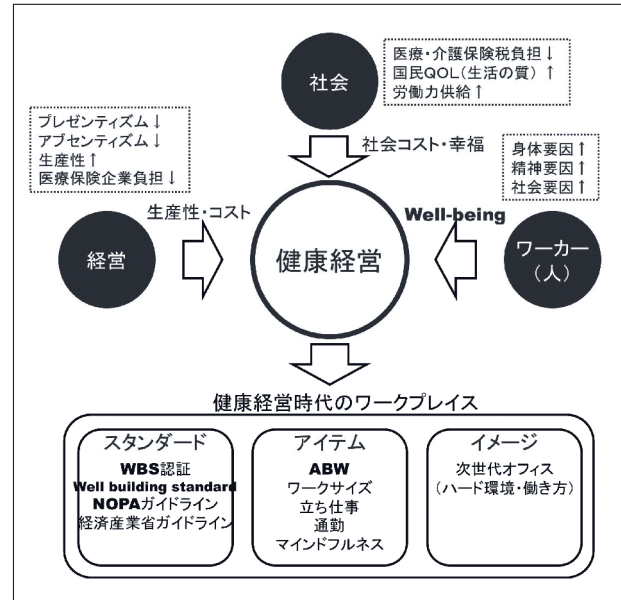 社会
医療・介護保険税負担↓
国民QOL（生活の質）↑
労働力供給↑
プレゼンティズム↓
アブセンティズム↓
生産性↑
医療保険企業負担↓
社会コスト・幸福
身体要因↑
精神要因↑
社会要因↑
生産性・コスト
Well-being
経営
健康経営
ワーカー
（人）
健康経営時代のワークプレイス
スタンダード
WBS認証
Well building standard
NOPAガイドライン
経済産業省ガイドライン
アイテム
ABW
ワークサイズ
立ち仕事
通勤
マインドフルネス
イメージ
次世代オフィス
（ハード環境・働き方）